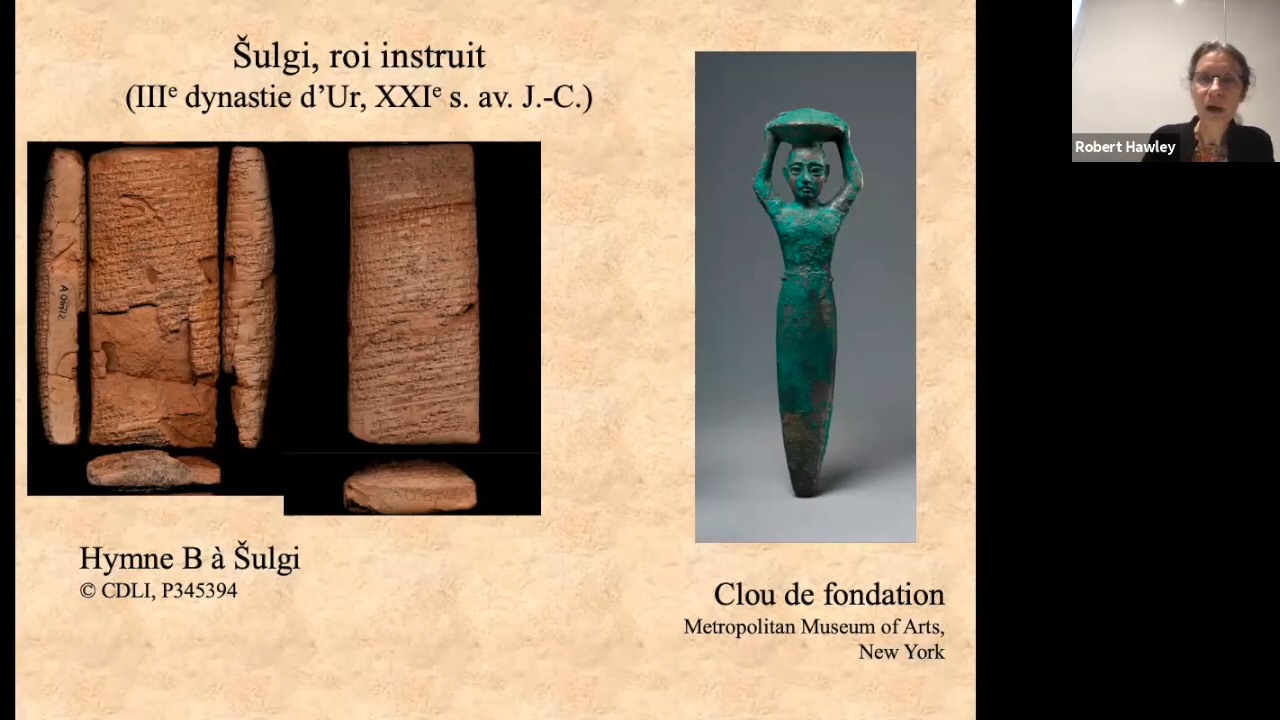 Šulgi, roi instruit
(IIIe dynastie d’Ur, XXIe s. av. J.-C.)
Hymne B à Šulgi
© CDLI, P345394
Clou de fondation
Metropolitan Museum of Arts,
New York
Robert Hawley